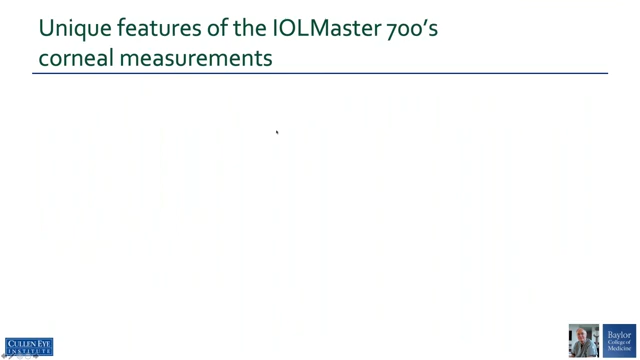 Unique features of the IOLMaster 700's
corneal measurements
CULLEN EYE
INSTITUTE
Baylor
College of
Medicine